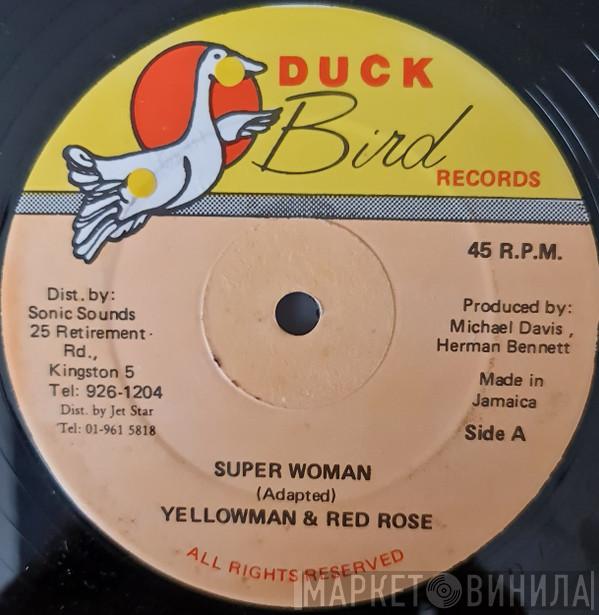 DUCK
Bird
RECORDS
45 R.P.M.
Dist. by:
Sonic Sounds
25 Retirement
Rd.,
Kingston 5
Tel: 926-1204
Dist. by Jet Star
Tel: 01-961 5818
Produced by:
Michael Davis ,
Herman Bennett
Made in
Jamaica
Side A
SUPER WOMAN
(Adapted)
YELLOWMAN & RED ROSE
ALL RIGHTS RESERVED
МАРКЕТ ВИНИЛА